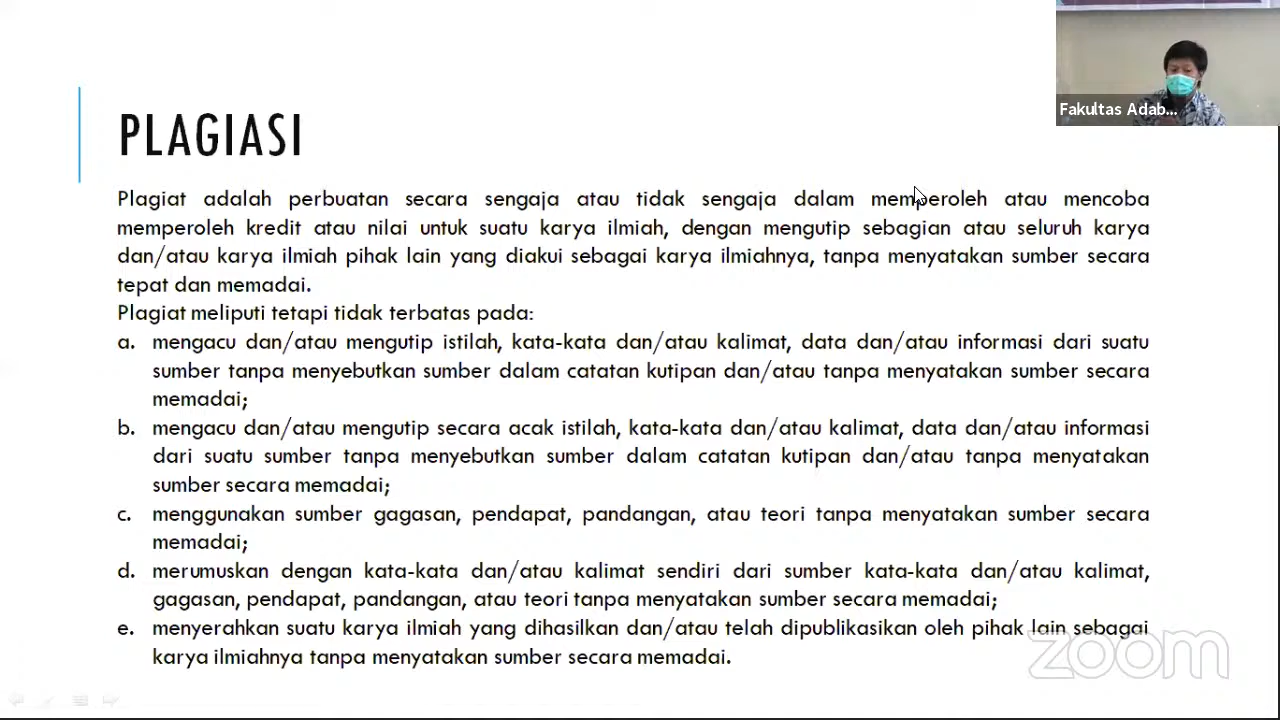 Fakultas Adab...
PLAGIASI
Plagiat adalah perbuatan secara sengaja atau tidak sengaja dalam memperoleh atau mencoba
memperoleh kredit atau nilai untuk suatu karya ilmiah, dengan mengutip sebagian atau seluruh karya
dan/atau karya ilmiah pihak lain yang diakui sebagai karya ilmiahnya, tanpa menyatakan sumber secara
tepat dan memadai.
Plagiat meliputi tetapi tidak terbatas pada:
a. mengacu dan/atau mengutip istilah, kata-kata dan/atau kalimat, data dan/atau informasi dari suatu
sumber tanpa menyebutkan sumber dalam catatan kutipan dan/atau tanpa menyatakan sumber secara
memadai;
b. mengacu dan/atau mengutip secara acak istilah, kata-kata dan/atau kalimat, data dan/atau informasi
dari suatu sumber tanpa menyebutkan sumber dalam catatan kutipan dan/atau tanpa menyatakan
sumber secara memadai;
c. menggunakan sumber gagasan, pendapat, pandangan, atau teori tanpa menyatakan sumber secara
memadai;
d. merumuskan dengan kata-kata dan/atau kalimat sendiri dari sumber kata-kata dan/atau kalimat,
gagasan, pendapat, pandangan, atau teori tanpa menyatakan sumber secara memadai;
e. menyerahkan suatu karya ilmiah yang dihasilkan dan/atau telah dipublikasikan oleh pihak lain sebagai
karya ilmiahnya tanpa menyatakan sumber secara memadai.
zoom